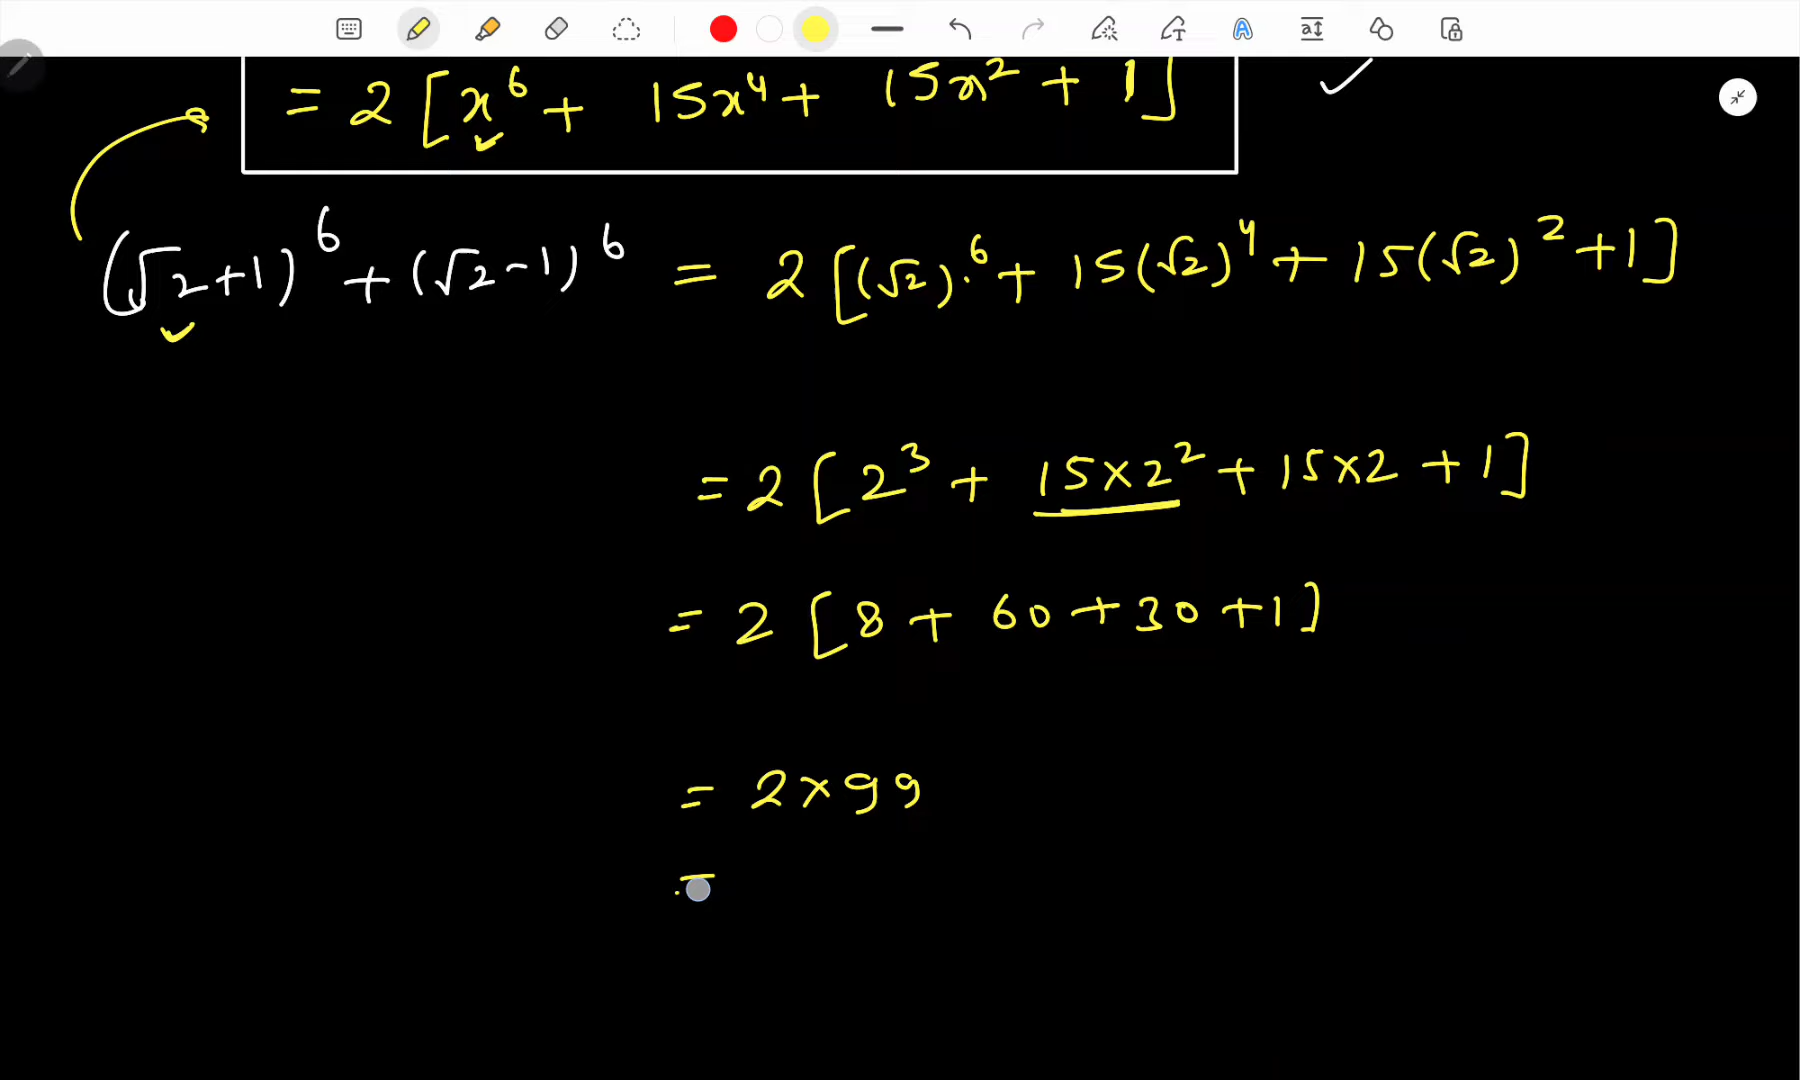 = 2 [x⁶ + 15x⁴ + 15x² + 1]
(√2+1)⁶ + (√2-1)⁶ = 2 [(√2)⁶ + 15(√2)⁴ + 15(√2)² + 1]
= 2 [2³ + 15×2² + 15×2 + 1]
= 2 [8 + 60 + 30 + 1]
= 2 × 99
=